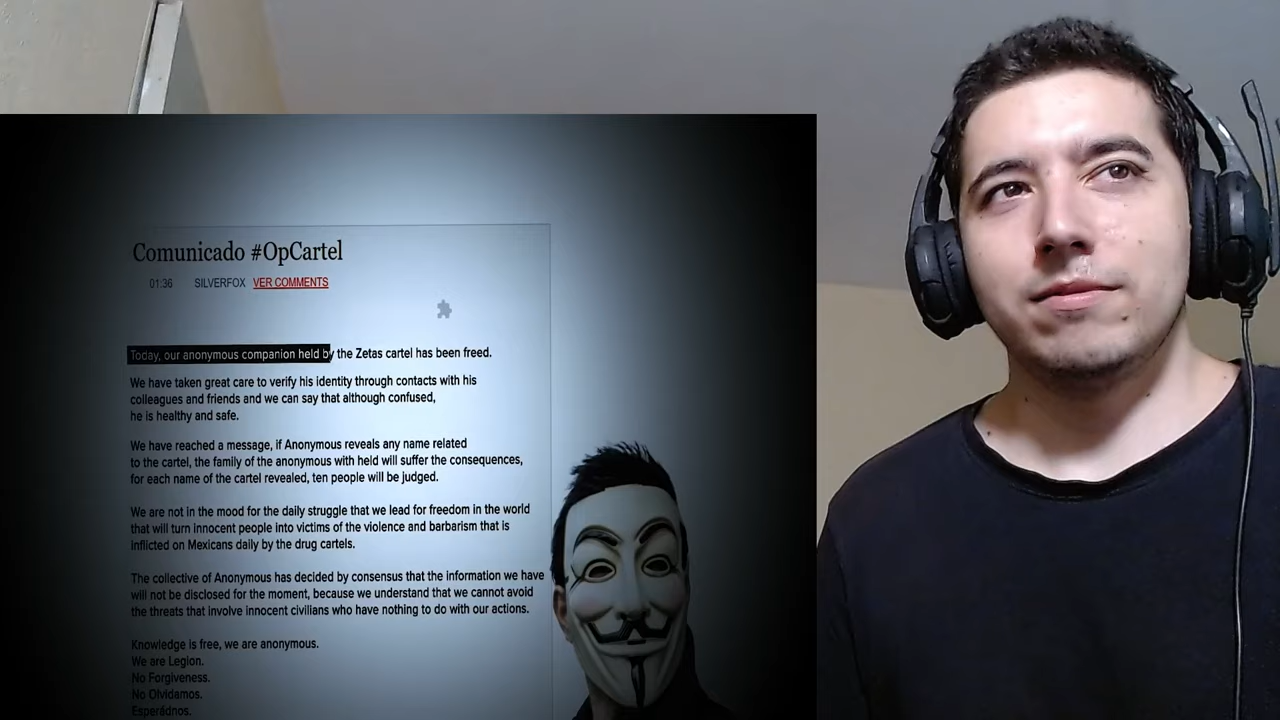 Comunicado #OpCartel
01:36 SILVERFOX VER COMMENTS
Today, our anonymous companion held by the Zetas cartel has been freed.
We have taken great care to verify his identity through contacts with his
colleagues and friends and we can say that although confused,
he is healthy and safe.
We have reached a message, if Anonymous reveals any name related
to the cartel, the family of the anonymous with held will suffer the consequences,
for each name of the cartel revealed, ten people will be judged.
We are not in the mood for the daily struggle that we lead for freedom in the world
that will turn innocent people into victims of the violence and barbarism that is
inflicted on Mexicans daily by the drug cartels.
The collective of Anonymous has decided by consensus that the information we have
will not be disclosed for the moment, because we understand that we cannot avoid
the threats that involve innocent civilians who have nothing to do with our actions.
Knowledge is free, we are anonymous.
We are Legion.
No Forgiveness.
No Olvidamos.
Esperádnos.